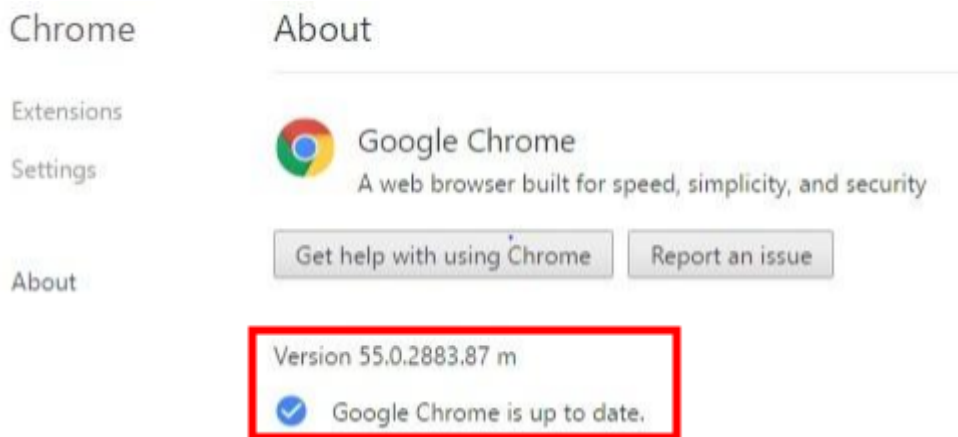 Chrome
About
Extensions
Settings
About
Google Chrome
A web browser built for speed, simplicity, and security
Get help with using Chrome
Report an issue
Version 55.0.2883.87 m
Google Chrome is up to date.